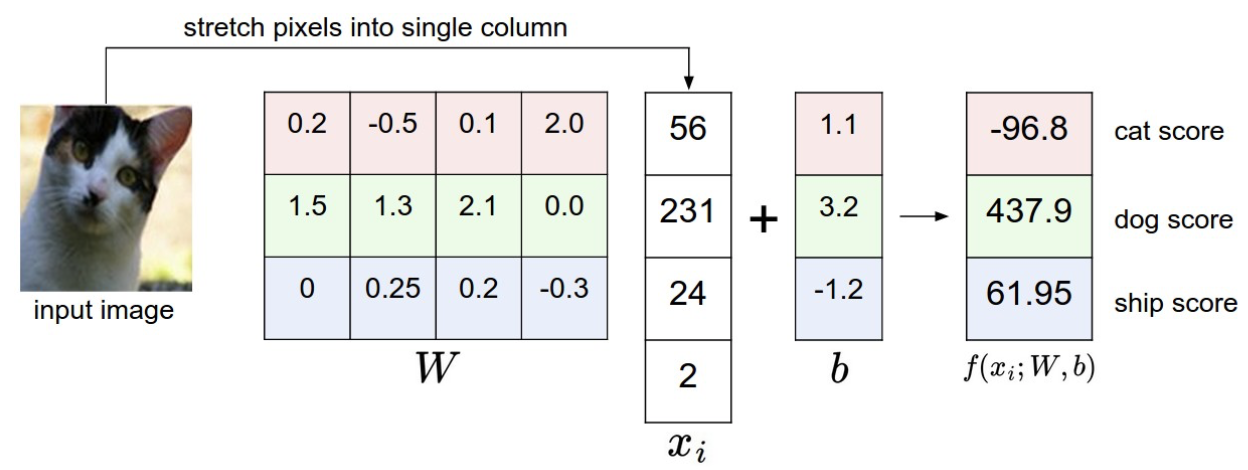 stretch pixels into single column
0.2 -0.5 0.1 2.0 56 1.1 -96.8 cat score
1.5 1.3 2.1 0.0 231 + 3.2 437.9 dog score
0 0.25 0.2 -0.3 24 -1.2 61.95 ship score
input image
W 2 b f(x_i; W, b)
x_i